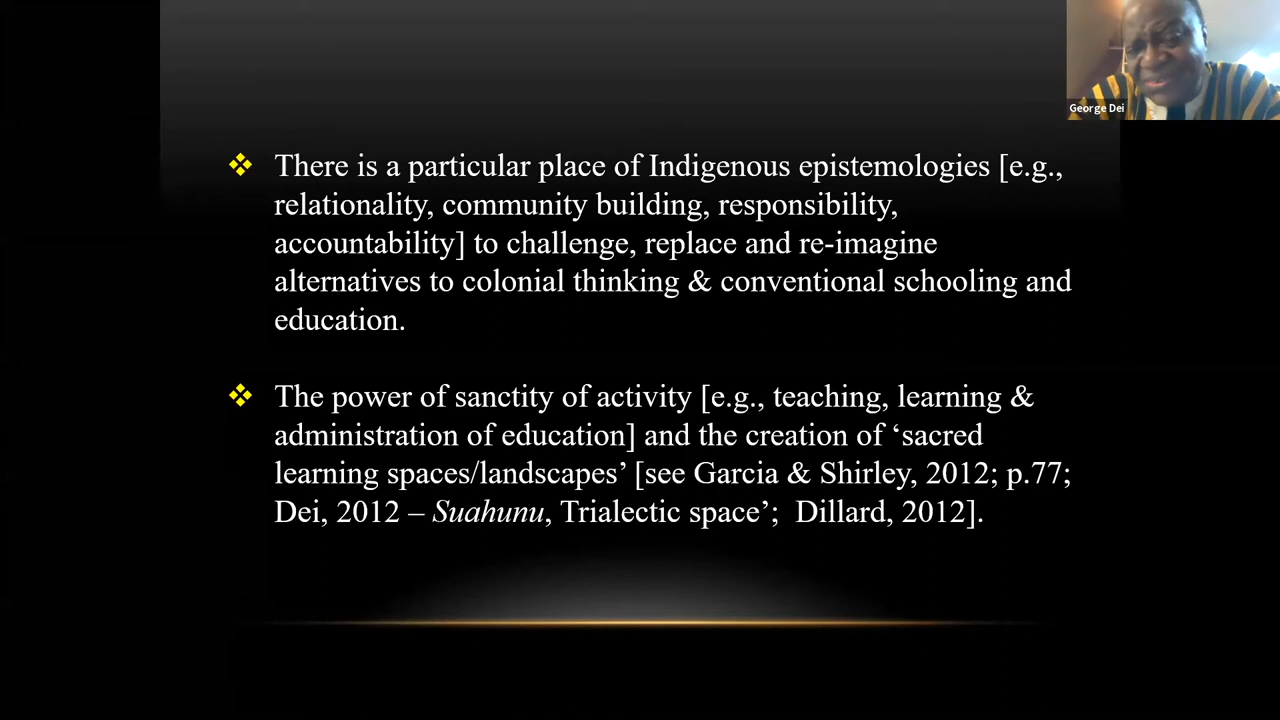 George Dei
There is a particular place of Indigenous epistemologies [e.g.,
relationality, community building, responsibility,
accountability] to challenge, replace and re-imagine
alternatives to colonial thinking & conventional schooling and
education.
The power of sanctity of activity [e.g., teaching, learning &
administration of education] and the creation of ‘sacred
learning spaces/landscapes’ [see Garcia & Shirley, 2012; p.77;
Dei, 2012 – Suahunu, Trialectic space’;  Dillard, 2012].